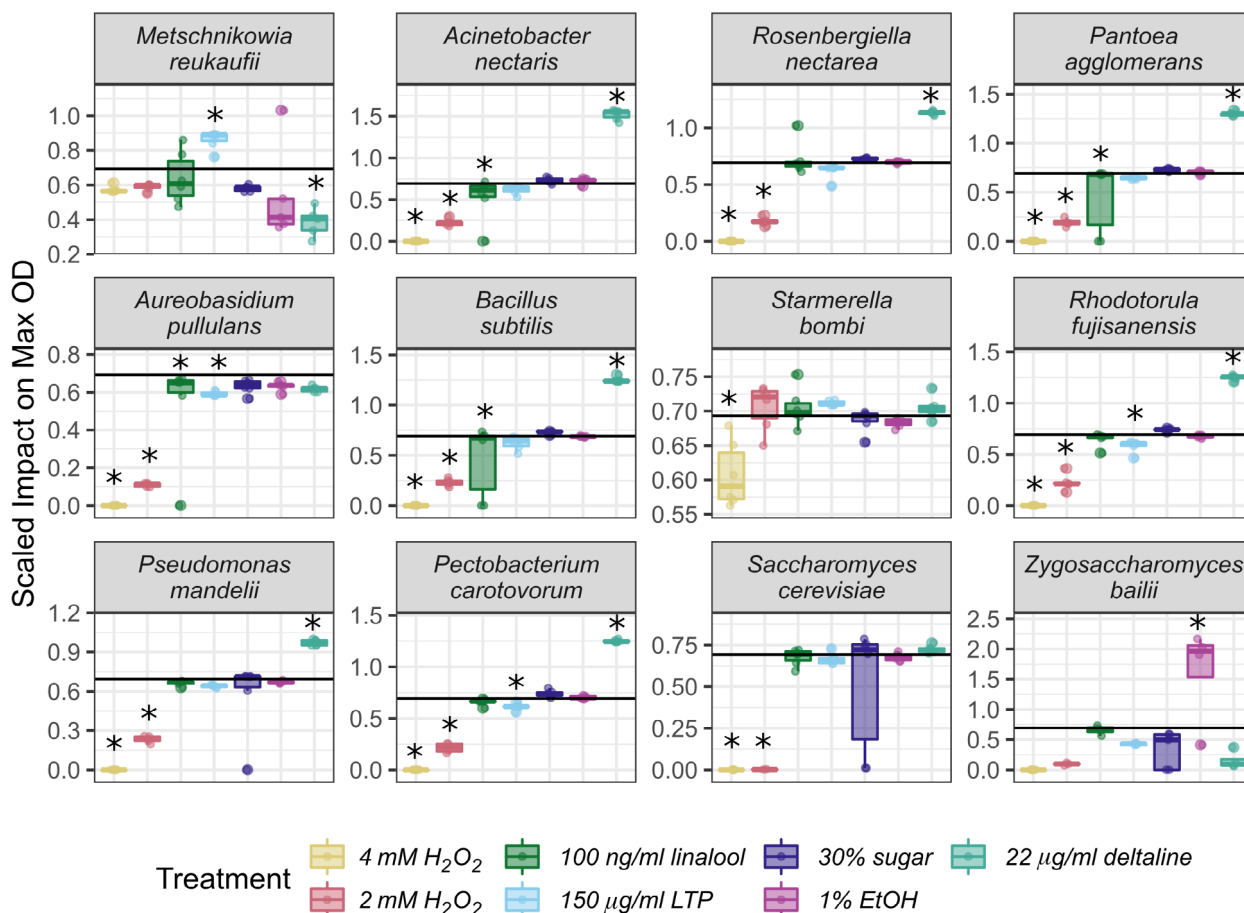 Scaled Impact on Max OD
Metschnikowia
reukaufii
Acinetobacter
nectaris
Rosenbergiella
nectarea
Pantoea
agglomerans
1.0
0.8
0.6
0.4
0.2
*
*
1.5
1.0
0.5
0.0
*
*
*
*
1.0
0.5
0.0
*
*
*
1.5
1.0
0.5
0.0
*
*
*
*
Aureobasidium
pullulans
Bacillus
subtilis
Starmerella
bombi
Rhodotorula
fujisanensis
0.8
0.6
0.4
0.2
0.0
*
*
*
*
1.5
1.0
0.5
0.0
*
*
*
*
0.75
0.70
0.65
0.60
0.55
*
1.5
1.0
0.5
0.0
*
*
*
*
Pseudomonas
mandelii
Pectobacterium
carotovorum
Saccharomyces
cerevisiae
Zygosaccharomyces
bailii
1.2
0.9
0.6
0.3
0.0
*
*
*
1.5
1.0
0.5
0.0
*
*
*
*
0.75
0.50
0.25
0.00
*
*
2.5
2.0
1.5
1.0
0.5
0.0
*
Treatment
4 mM H₂O₂
2 mM H₂O₂
100 ng/ml linalool
150 μg/ml LTP
30% sugar
1% EtOH
22 μg/ml deltaline